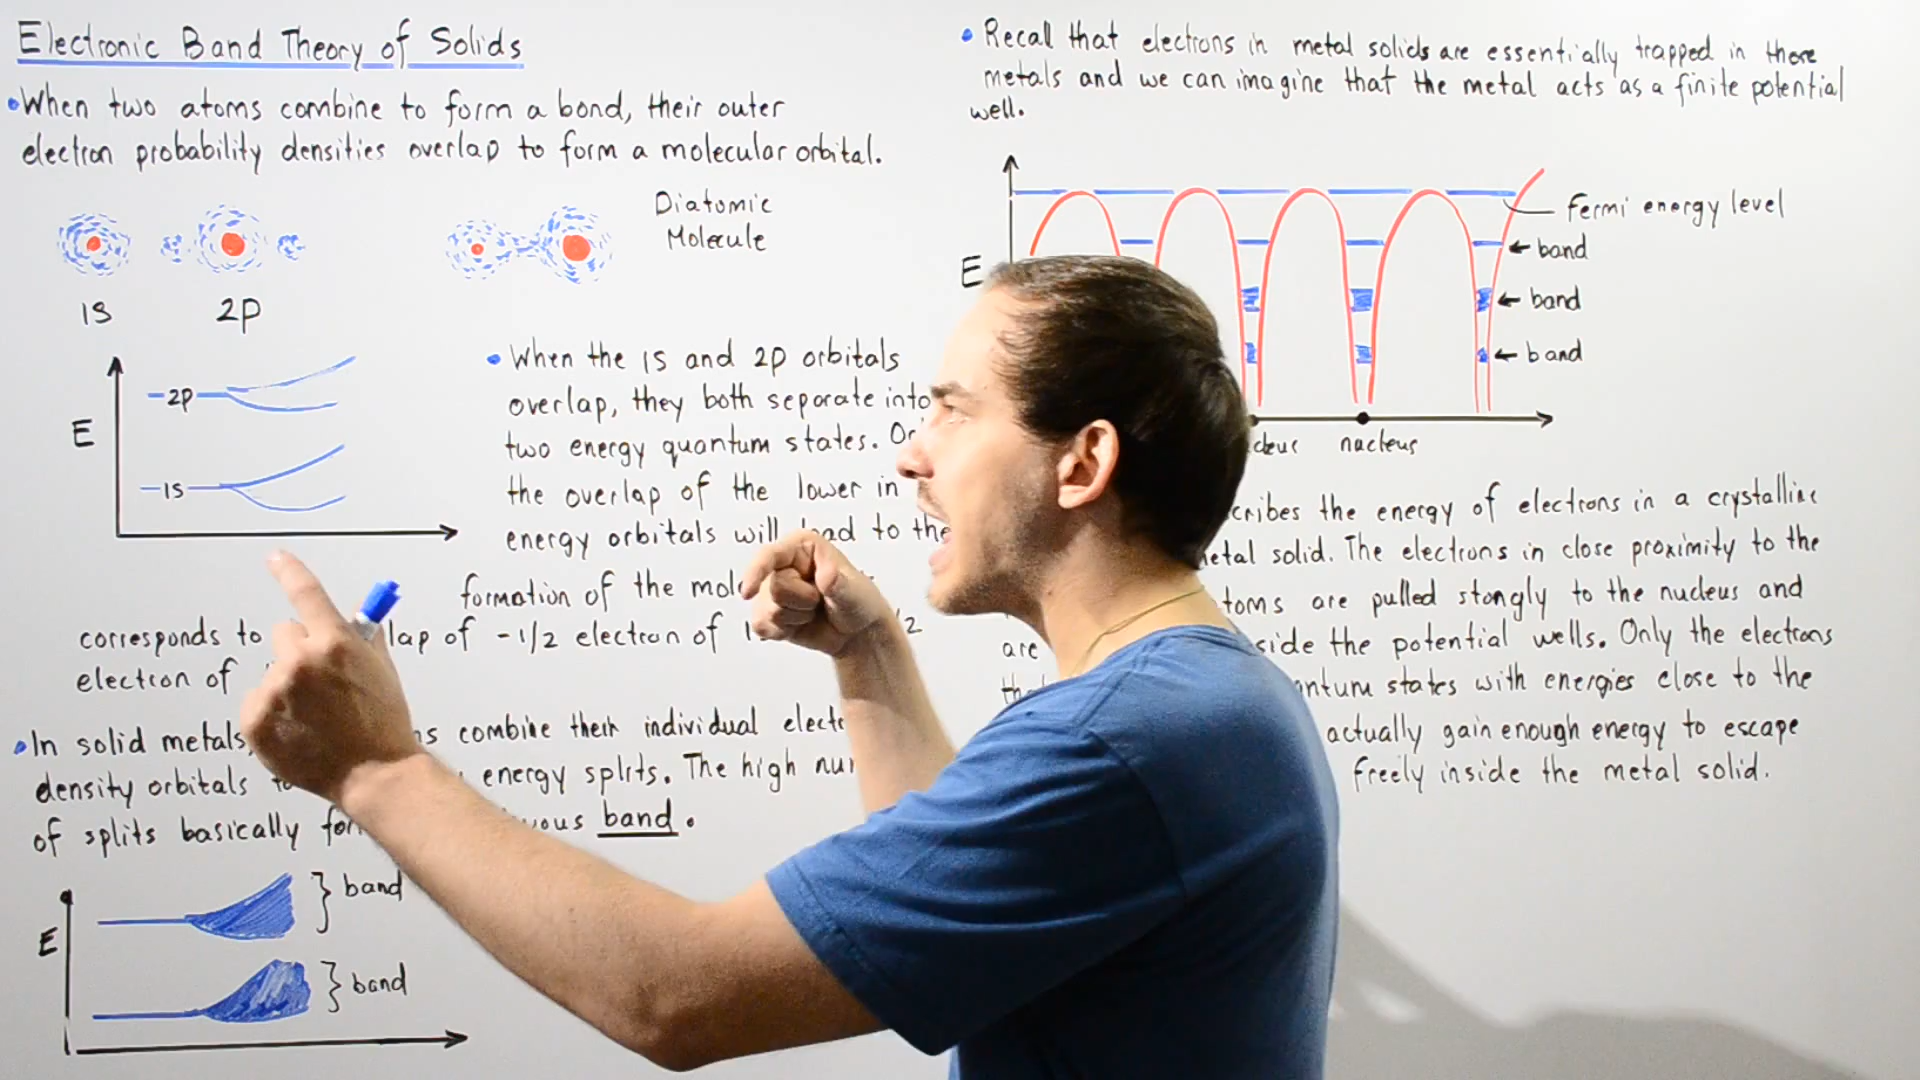 Electronic Band Theory of Solids
•When two atoms combine to form a bond, their outer
electron probability densities overlap to form a molecular orbital.
Diatomic
Molecule
1S 2p
E
2p
1S
• When the 1S and 2p orbitals
overlap, they both separate into
two energy quantum states.
the overlap of the lower in
energy orbitals will lead to the
formation of the
corresponds to of -1/2 electron of 1/2
electron of
•In solid metals, combine their individual
density orbitals energy splits. The high
of splits basically band.
E
band
band
• Recall that electrons in metal solids are essentially trapped in these
metals and we can imagine that the metal acts as a finite potential
well.
E
Fermi energy level
← band
← band
← band
nucleus
the energy of electrons in a crystalline
solid. The electrons in close proximity to the
are pulled stongly to the nucleus and
are the potential wells. Only the electrons
states with energies close to the
actually gain enough energy to escape
freely inside the metal solid.